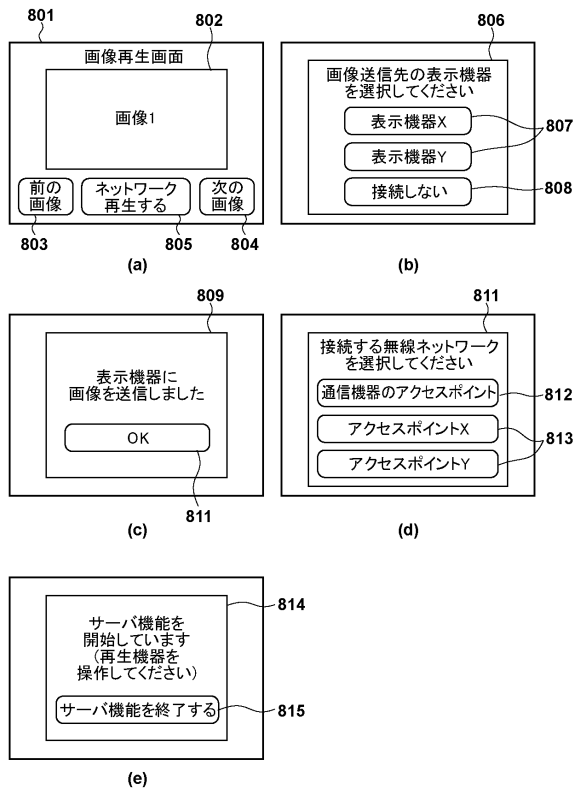 801
802
画像再生画面
画像1
前の
画像
ネットワーク
再生する
次の
画像
803
805
804
(a)
806
画像送信先の表示機器
を選択してください
表示機器X
表示機器Y
接続しない
807
808
(b)
809
表示機器に
画像を送信しました
OK
811
(c)
811
接続する無線ネットワーク
を選択してください
通信機器のアクセスポイント
アクセスポイントX
アクセスポイントY
812
813
(d)
814
サーバ機能を
開始しています
(再生機器を
操作してください)
サーバ機能を終了する
815
(e)